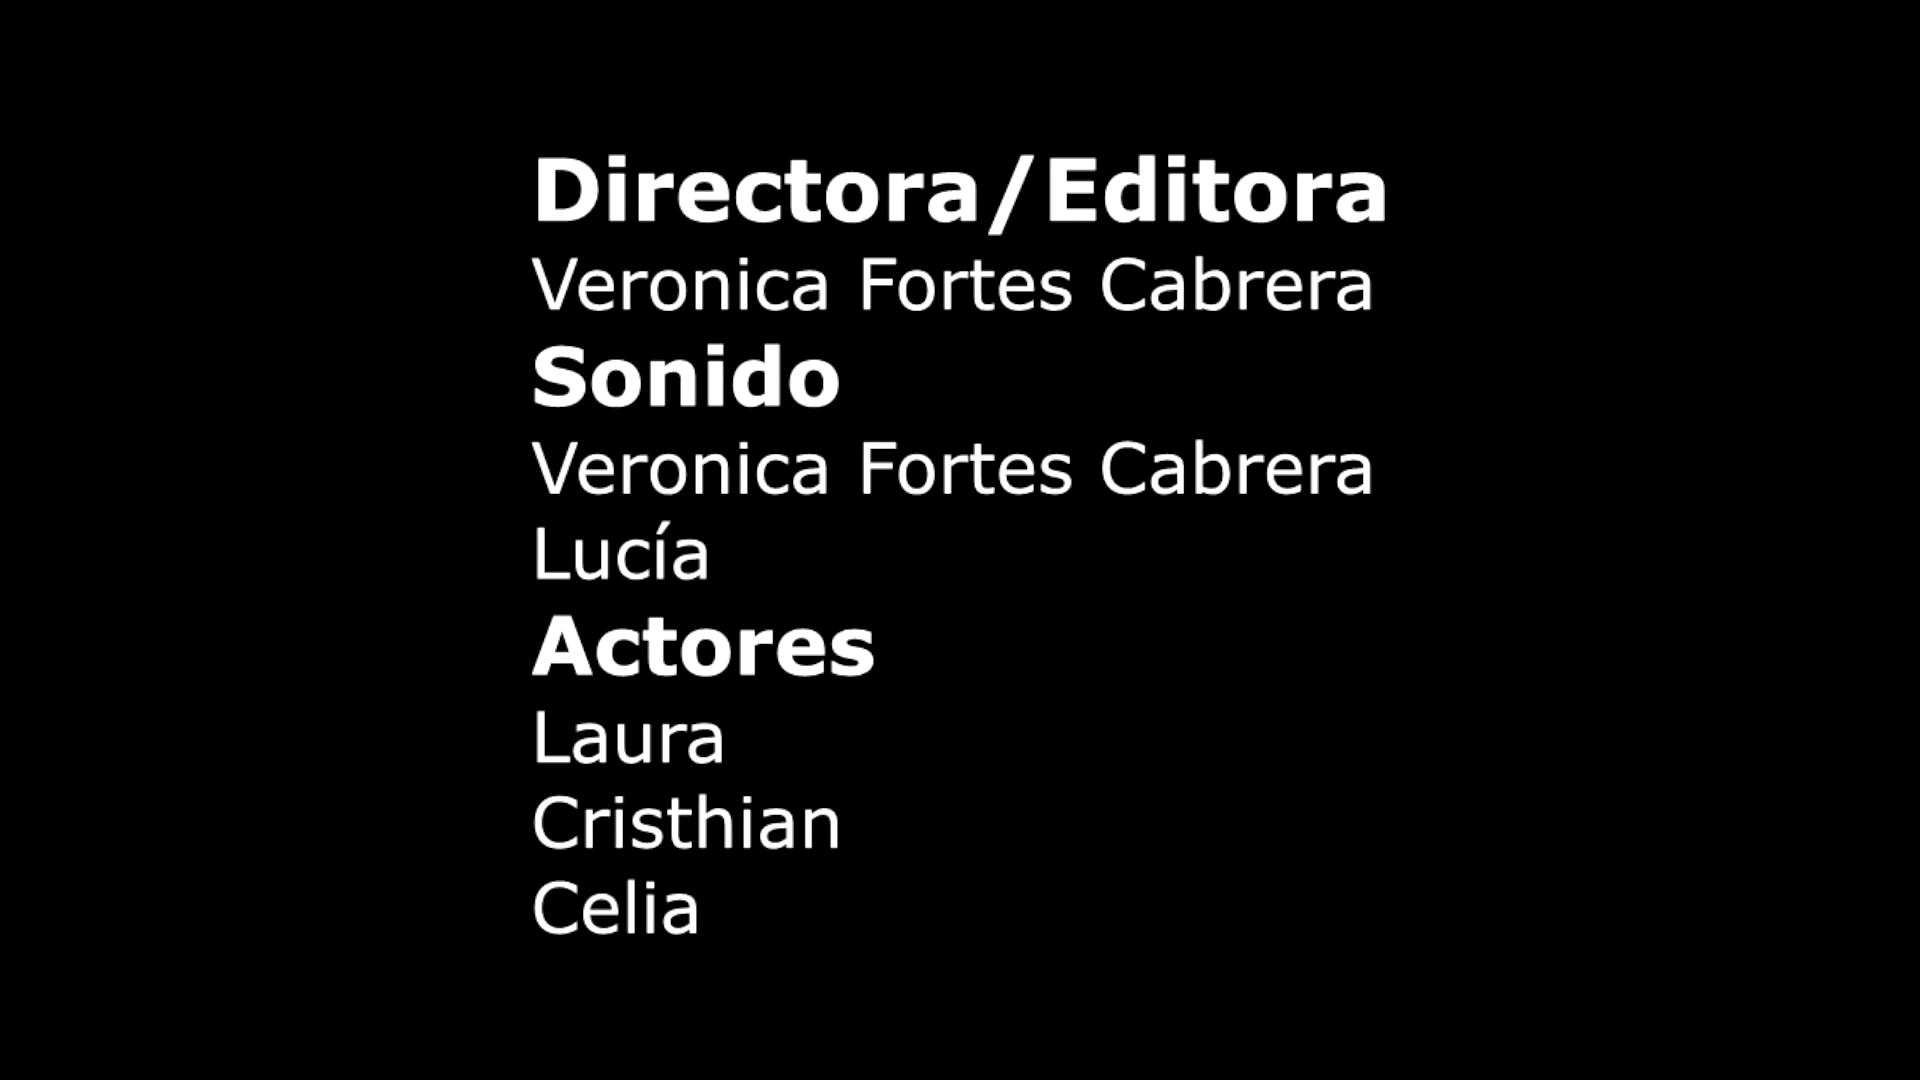 Directora/Editora
Veronica Fortes Cabrera
Sonido
Veronica Fortes Cabrera
Lucía
Actores
Laura
Cristhian
Celia